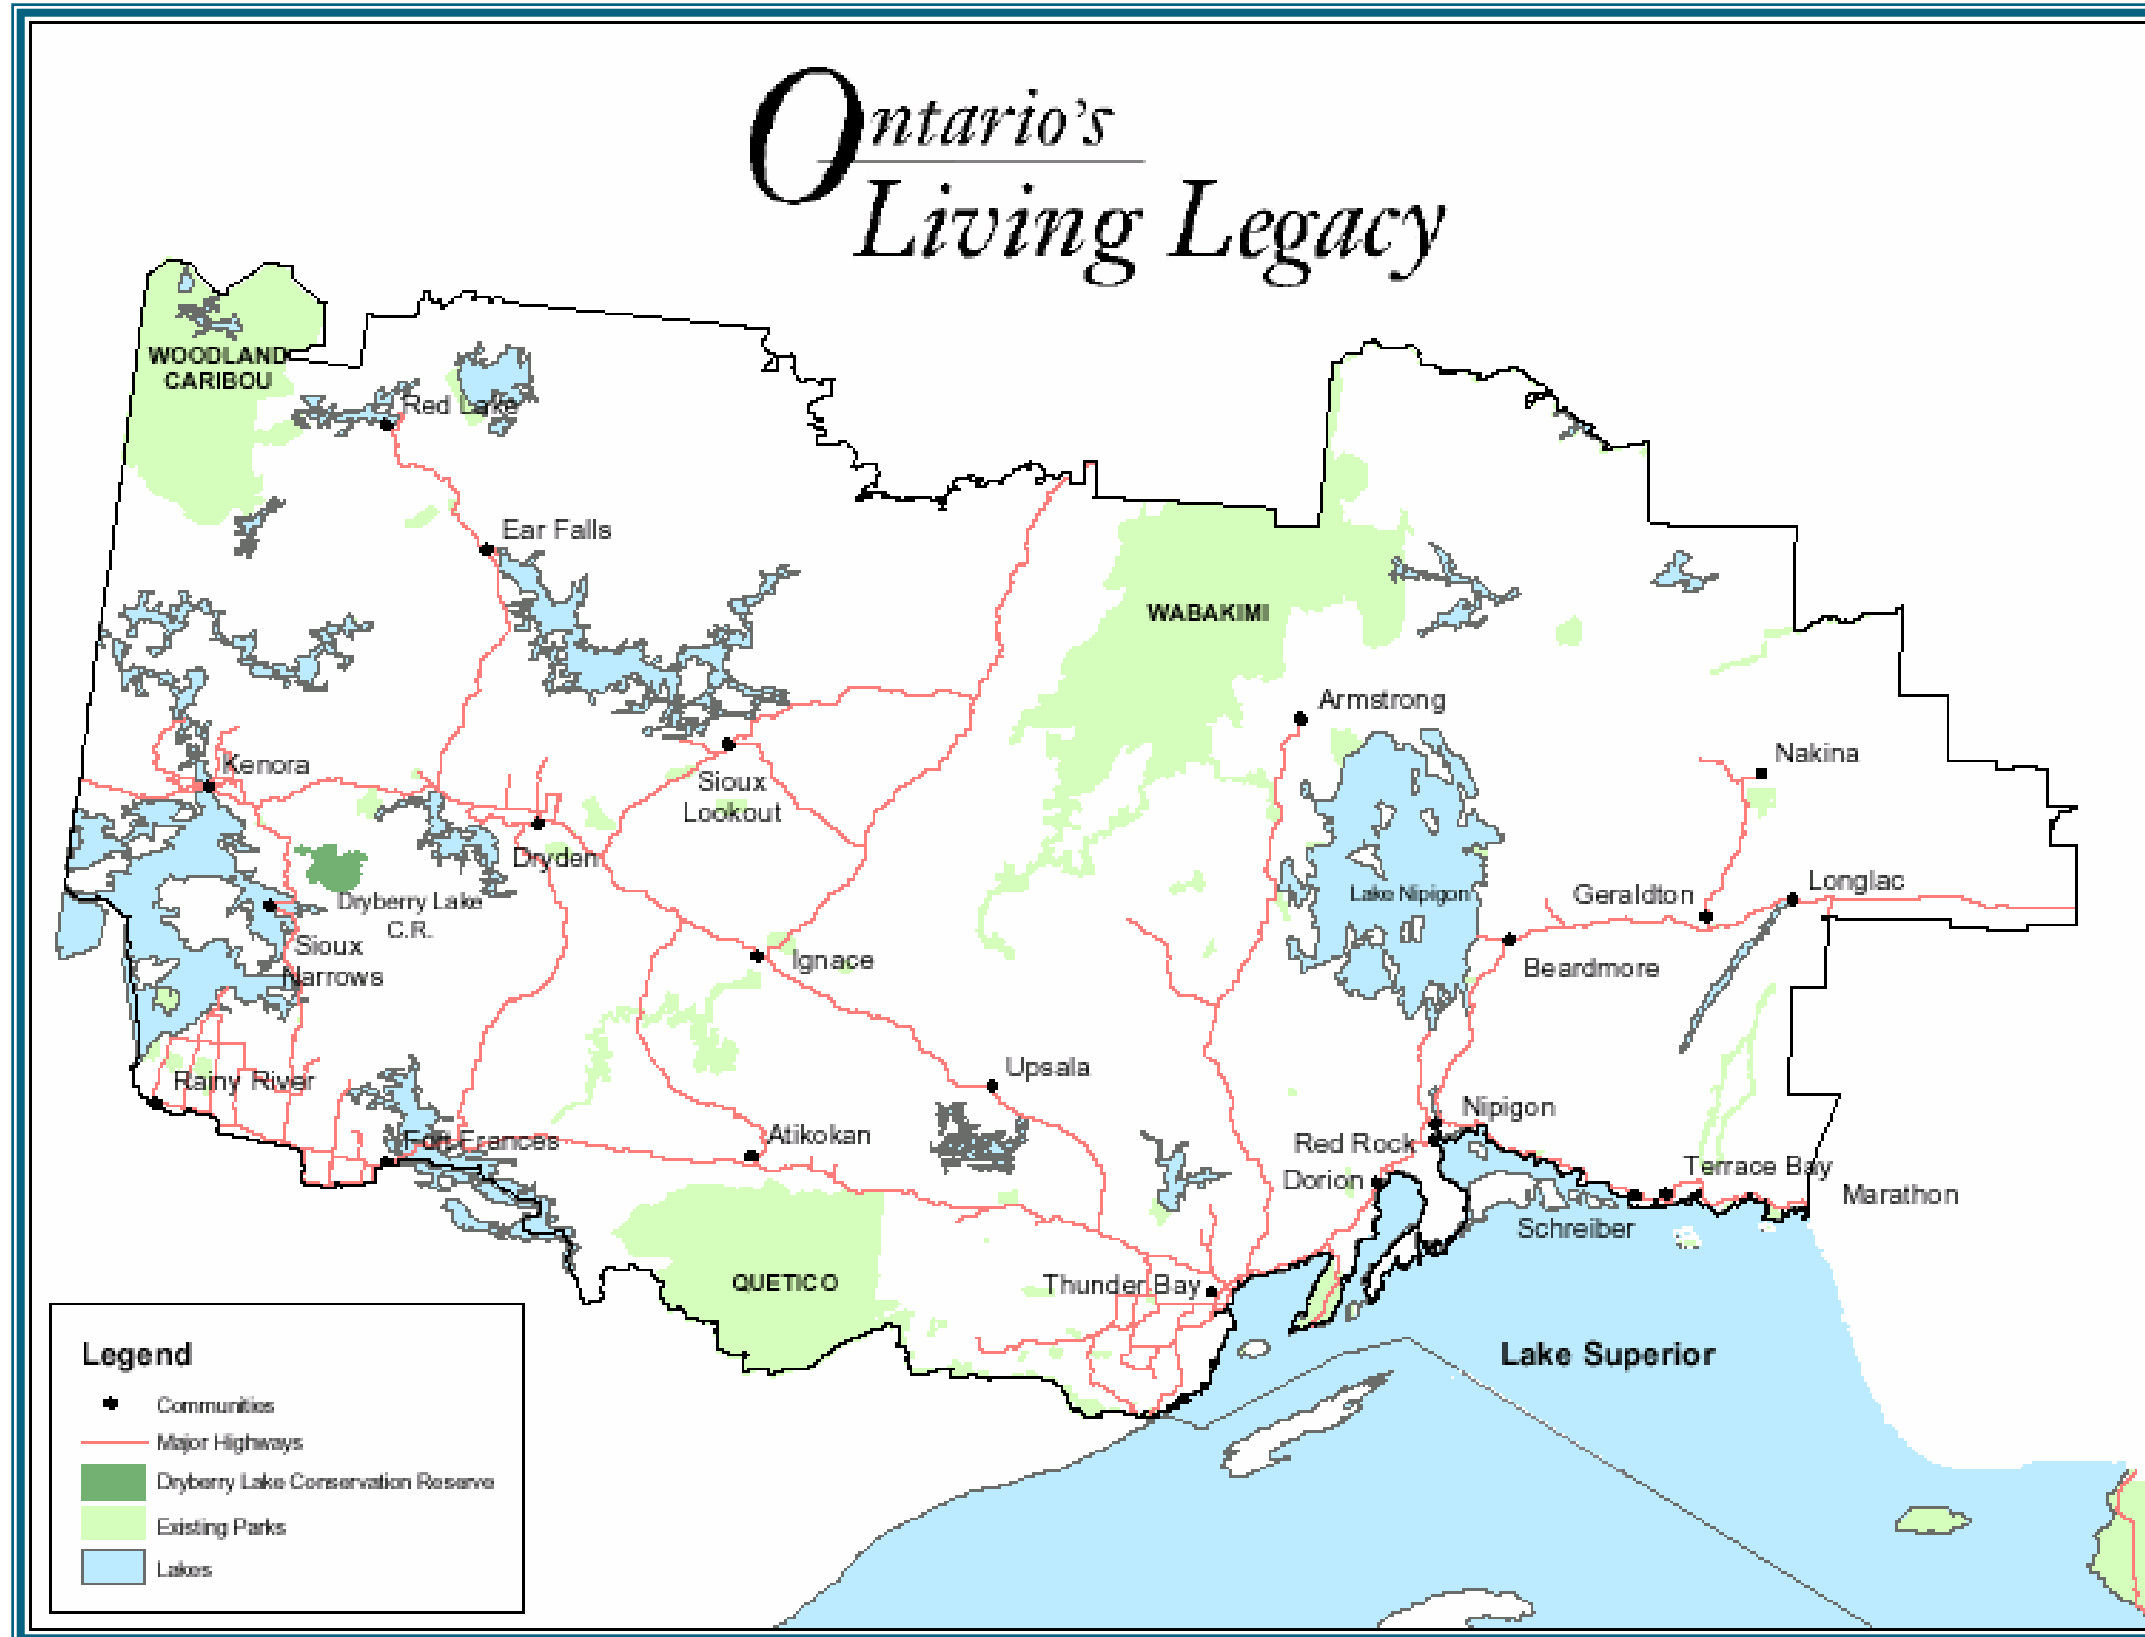 Ontario's
Living Legacy
WOODLAND
CARIBOU
Red Lake
Ear Falls
WABAKIMI
Armstrong
Nakina
Kenora
Sioux
Lookout
Dryden
Lake Nipigon
Geraldton
Longlac
Dryberry Lake
C.R.
Sioux
Narrows
Ignace
Beardmore
Upsala
Rainy River
Nipigon
Fort Frances
Atikokan
Red Rock
Dorion
Terrace Bay
Marathon
Schreiber
QUETICO
Thunder Bay
Lake Superior
Legend
Communities
Major Highways
Dryberry Lake Conservation Reserve
Existing Parks
Lakes